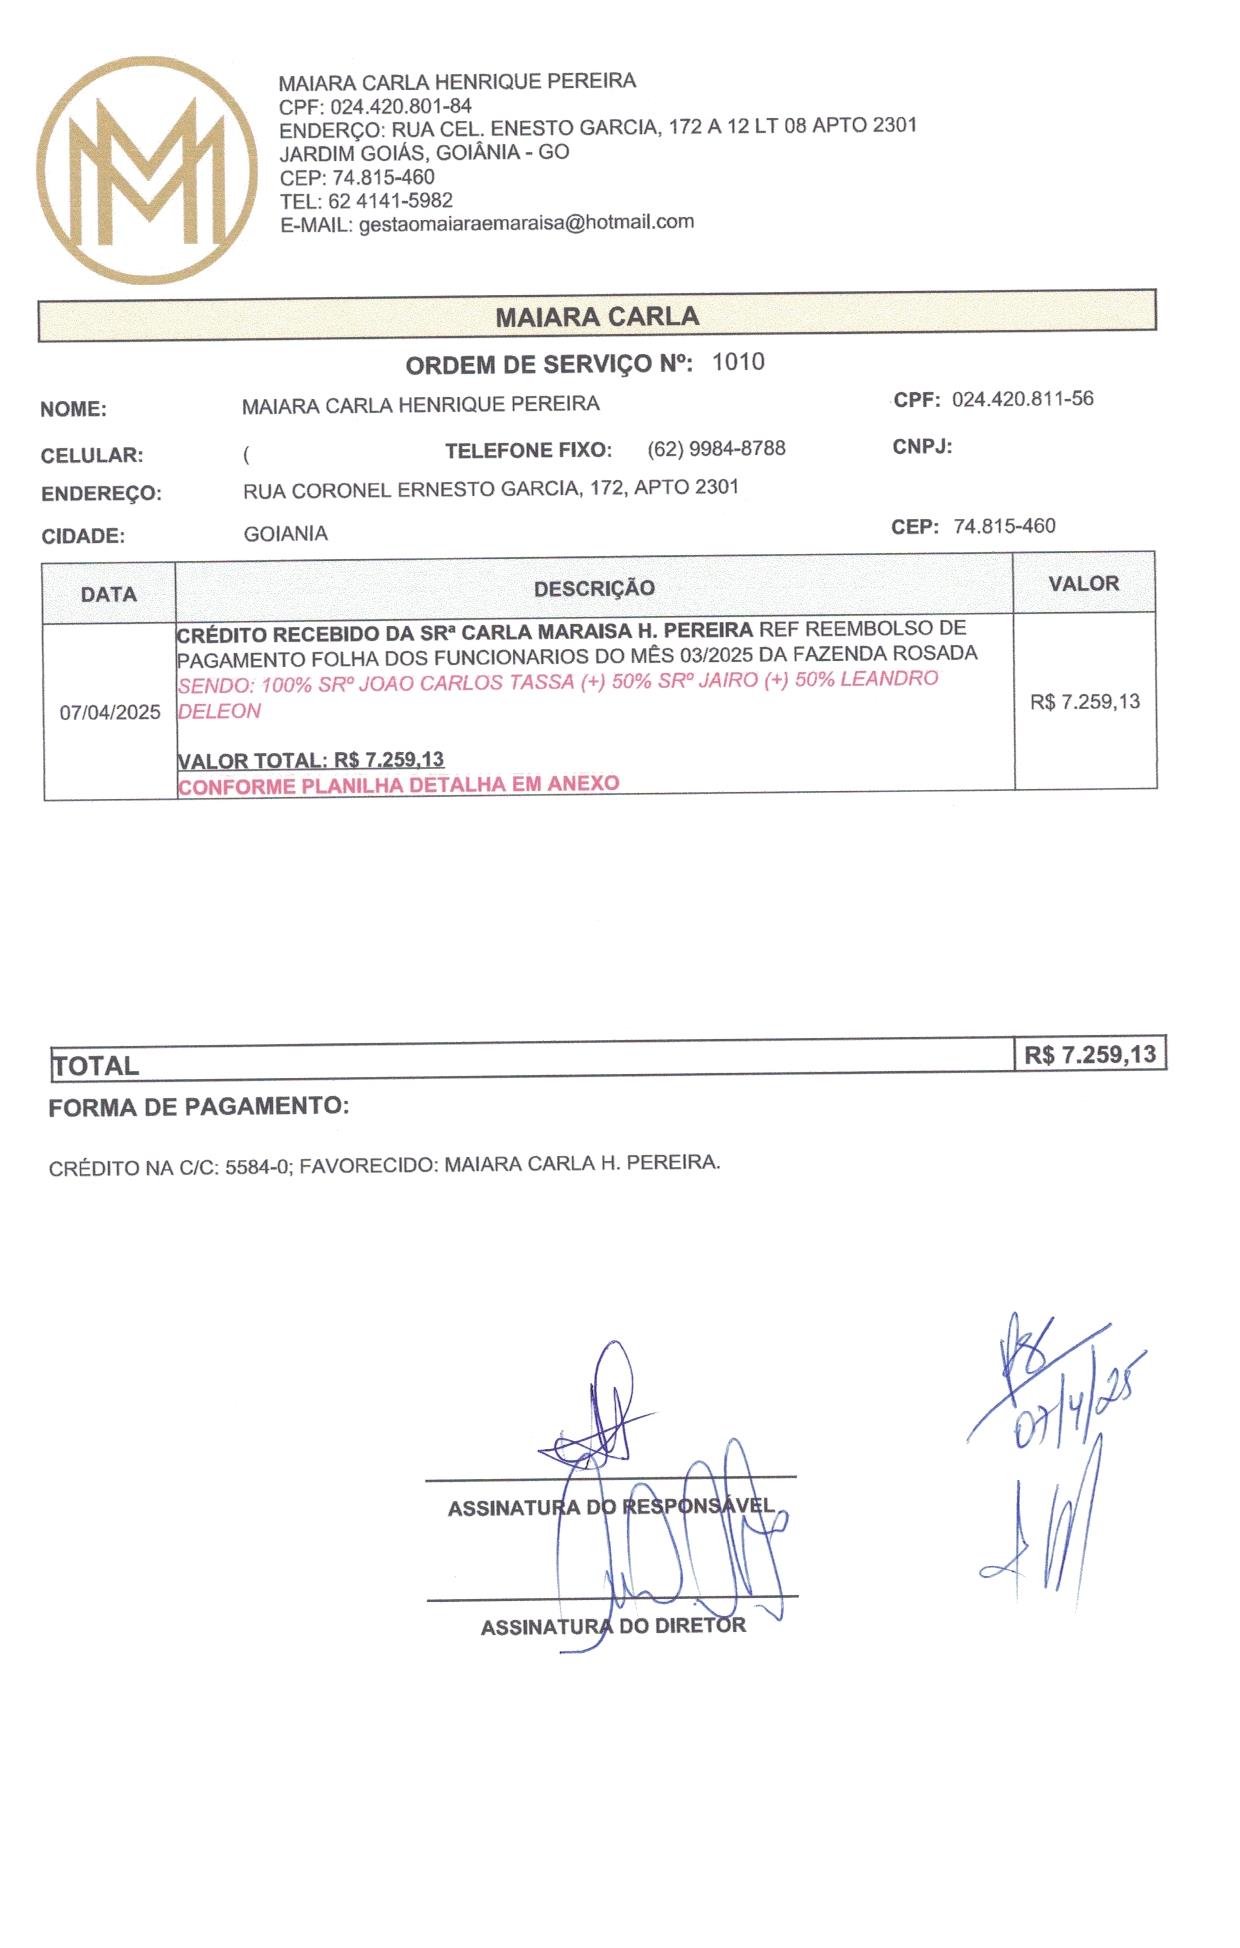 MAIARA CARLA HENRIQUE PEREIRA
CPF: 024.420.801-84
ENDERÇO: RUA CEL. ENESTO GARCIA, 172 A 12 LT 08 APTO 2301
JARDIM GOIÁS, GOIÂNIA - GO
CEP: 74.815-460
TEL: 62 4141-5982
E-MAIL: gestaomaiaraemaraisa@hotmail.com
MAIARA CARLA
ORDEM DE SERVIÇO Nº: 1010
NOME: MAIARA CARLA HENRIQUE PEREIRA CPF: 024.420.811-56
CELULAR: ( TELEFONE FIXO: (62) 9984-8788 CNPJ:
ENDEREÇO: RUA CORONEL ERNESTO GARCIA, 172, APTO 2301
CIDADE: GOIANIA CEP: 74.815-460
DATA DESCRIÇÃO VALOR
CRÉDITO RECEBIDO DA SRª CARLA MARAISA H. PEREIRA REF REEMBOLSO DE
PAGAMENTO FOLHA DOS FUNCIONARIOS DO MÊS 03/2025 DA FAZENDA ROSADA
SENDO: 100% SRº JOAO CARLOS TASSA (+) 50% SRº JAIRO (+) 50% LEANDRO
07/04/2025 DELEON R$ 7.259,13
VALOR TOTAL: R$ 7.259,13
CONFORME PLANILHA DETALHA EM ANEXO
TOTAL R$ 7.259,13
FORMA DE PAGAMENTO:
CRÉDITO NA C/C: 5584-0; FAVORECIDO: MAIARA CARLA H. PEREIRA.
07/4/25
ASSINATURA DO RESPONSÁVEL
ASSINATURA DO DIRETOR